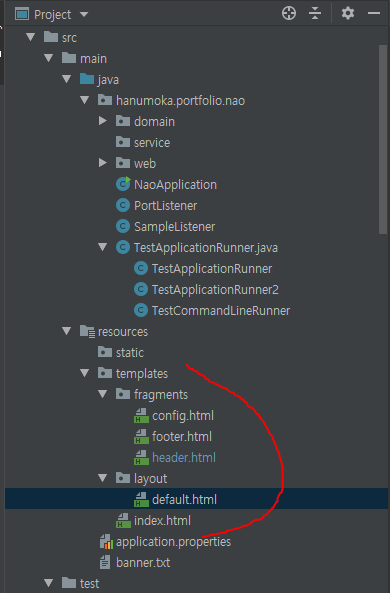 Project
src
main
java
hanumoka.portfolio.nao
domain
service
web
NaoApplication
PortListener
SampleListener
TestApplicationRunner.java
TestApplicationRunner
TestApplicationRunner2
TestCommandLineRunner
resources
static
templates
fragments
config.html
footer.html
header.html
layout
default.html
index.html
application.properties
banner.txt
test